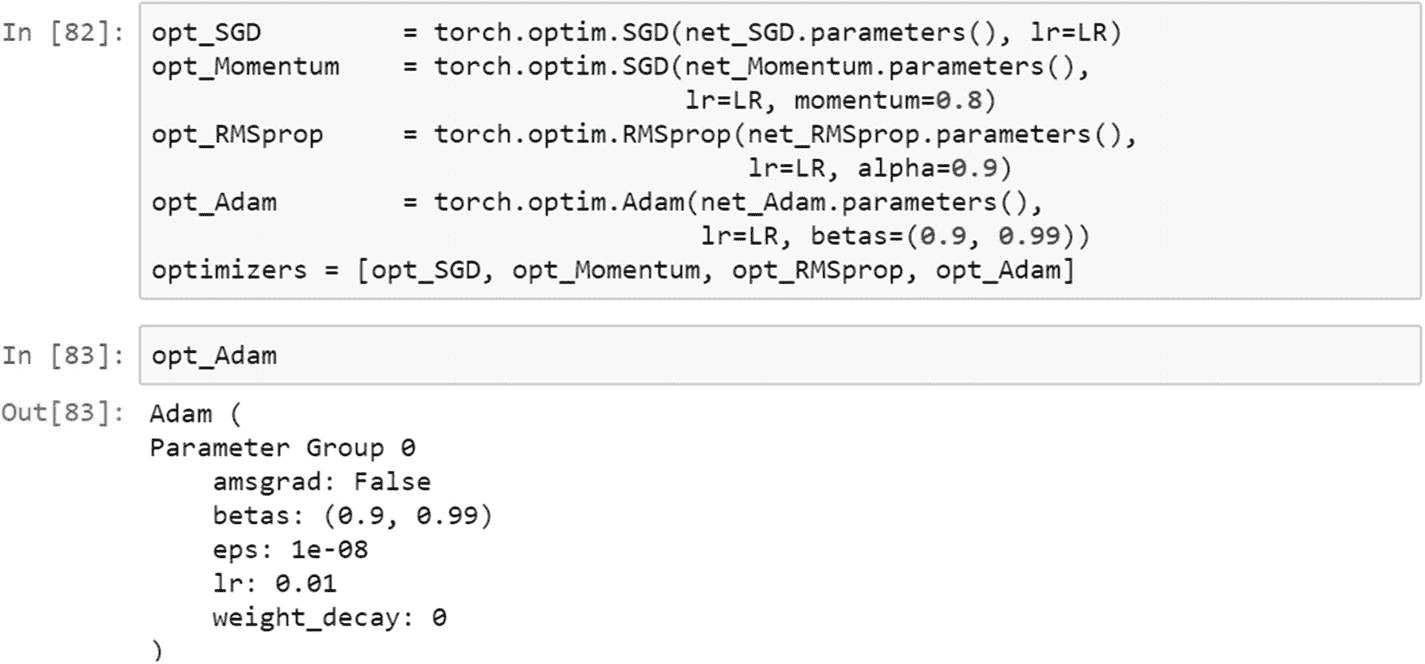 In [82]: opt_SGD         = torch.optim.SGD(net_SGD.parameters(), lr=LR)
opt_Momentum    = torch.optim.SGD(net_Momentum.parameters(),
                                  lr=LR, momentum=0.8)
opt_RMSprop     = torch.optim.RMSprop(net_RMSprop.parameters(),
                                      lr=LR, alpha=0.9)
opt_Adam        = torch.optim.Adam(net_Adam.parameters(),
                                   lr=LR, betas=(0.9, 0.99))
optimizers = [opt_SGD, opt_Momentum, opt_RMSprop, opt_Adam]
In [83]: opt_Adam
Out[83]: Adam (
Parameter Group 0
    amsgrad: False
    betas: (0.9, 0.99)
    eps: 1e-08
    lr: 0.01
    weight_decay: 0
)